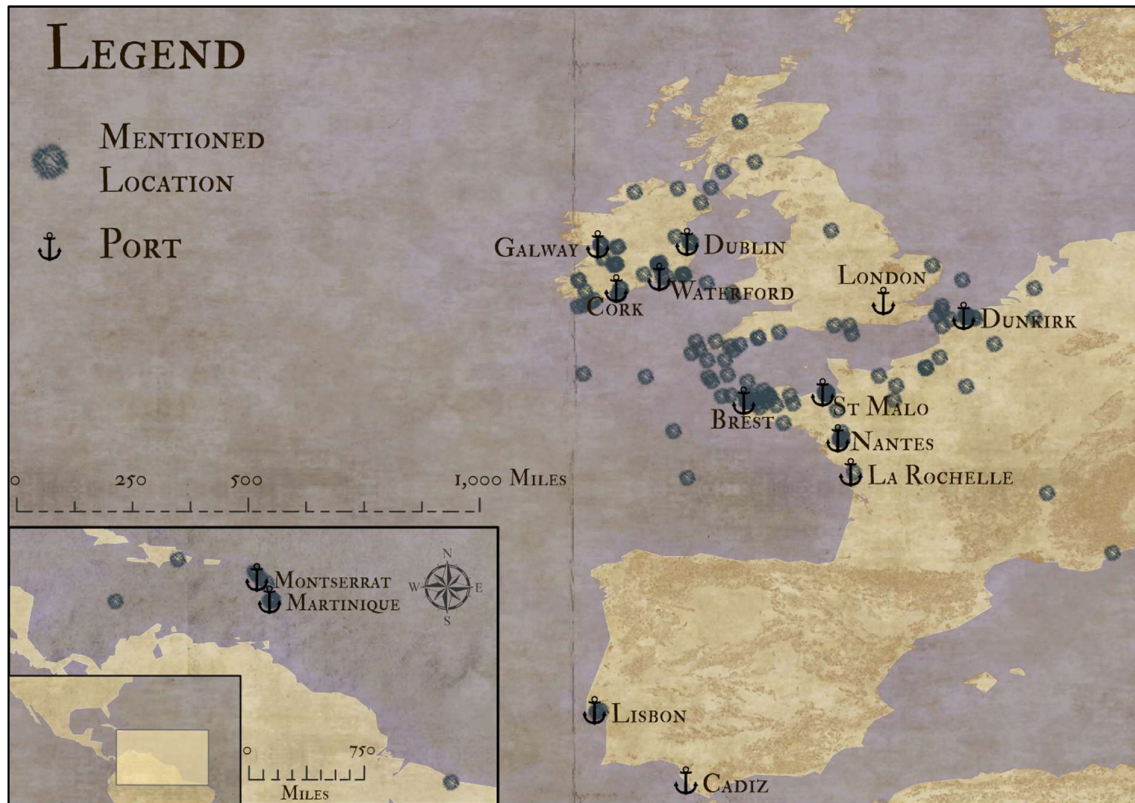 Legend
Mentioned
Location
Port
Galway
Dublin
London
Waterford
Cork
Dunkirk
St Malo
Brest
Nantes
La Rochelle
0 250 500 1,000 Miles
N
W E
S
Montserrat
Martinique
Lisbon
0 750
Miles
Cadiz